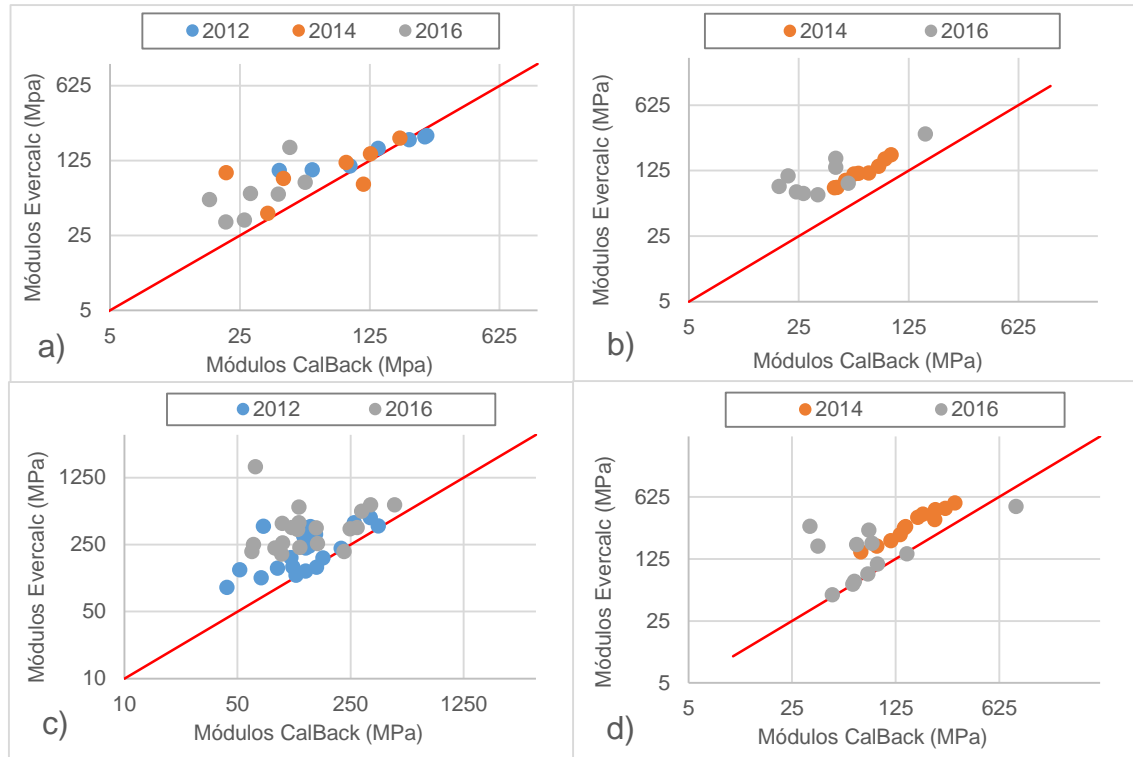 2012 2014 2016
Módulos Evercalc (Mpa)
625
125
25
5
5 25 125 625
Módulos CalBack (Mpa)
a)
2014 2016
Módulos Evercalc (MPa)
625
125
25
5
5 25 125 625
Módulos CalBack (MPa)
b)
2012 2016
Módulos Evercalc (MPa)
1250
250
50
10
10 50 250 1250
Módulos CalBack (MPa)
c)
2014 2016
Módulos Evercalc (MPa)
625
125
25
5
5 25 125 625
Módulos CalBack (MPa)
d)